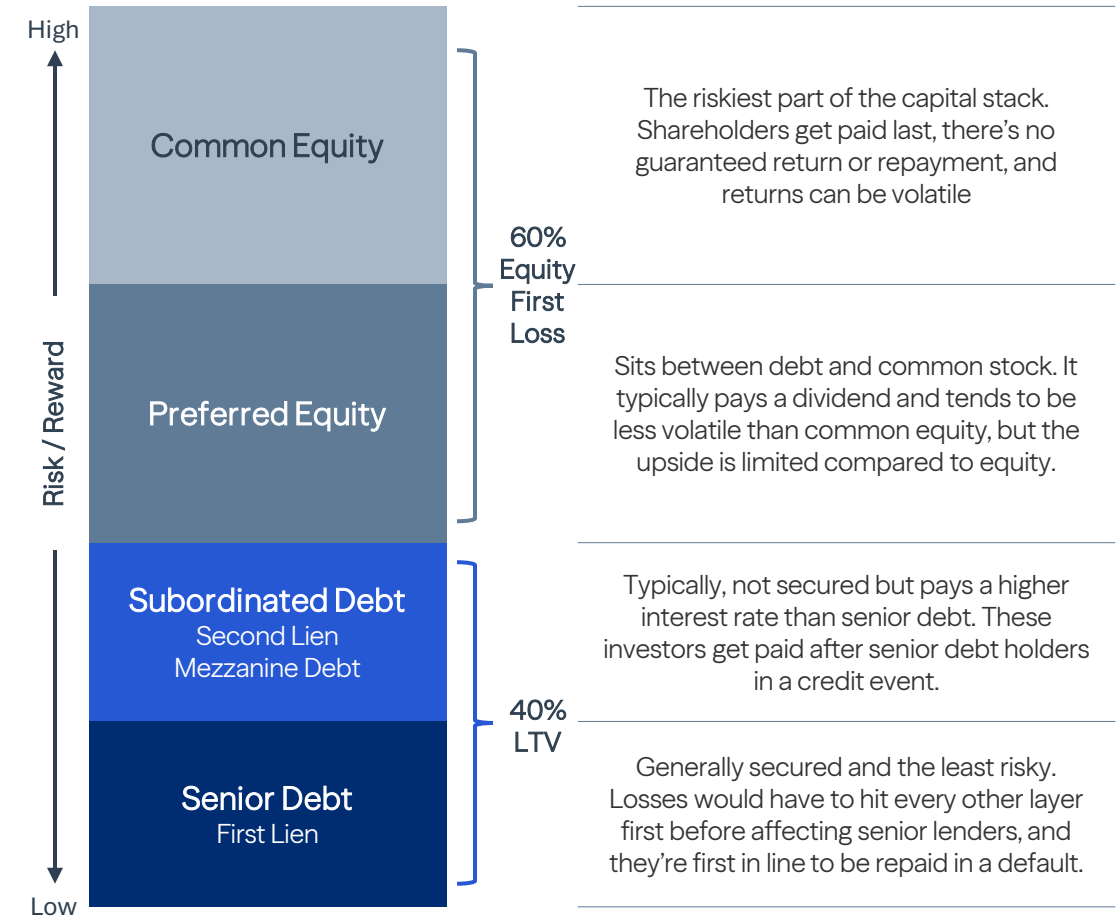 High
Risk / Reward
Low
Common Equity
60%
Equity
First
Loss
The riskiest part of the capital stack.
Shareholders get paid last, there’s no
guaranteed return or repayment, and
returns can be volatile
Preferred Equity
Sits between debt and common stock. It
typically pays a dividend and tends to be
less volatile than common equity, but the
upside is limited compared to equity.
Subordinated Debt
Second Lien
Mezzanine Debt
40%
LTV
Typically, not secured but pays a higher
interest rate than senior debt. These
investors get paid after senior debt holders
in a credit event.
Senior Debt
First Lien
Generally secured and the least risky.
Losses would have to hit every other layer
first before affecting senior lenders, and
they’re first in line to be repaid in a default.